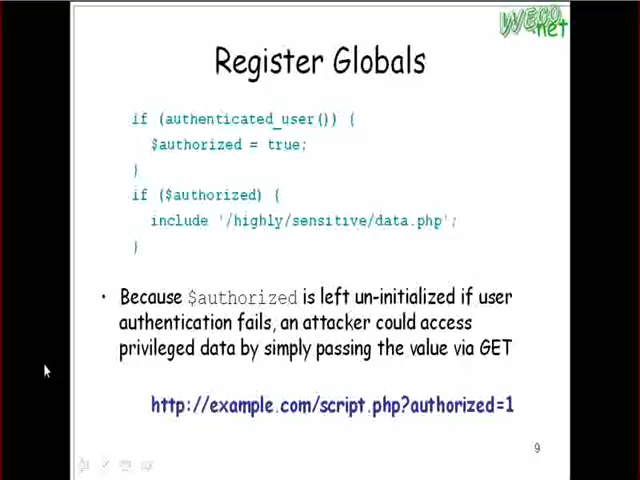 WECO
net
Register Globals
if (authenticated_user()) {
$authorized = true;
}
if ($authorized) {
include '/highly/sensitive/data.php';
}
• Because $authorized is left un-initialized if user
authentication fails, an attacker could access
privileged data by simply passing the value via GET
http://example.com/script.php?authorized=1
9